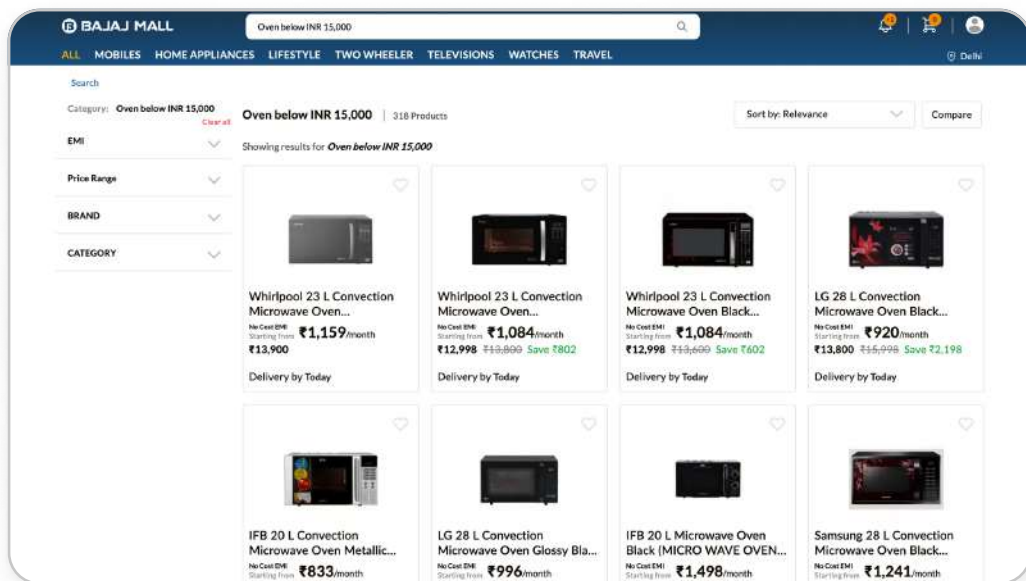 BAJAJ MALL
Oven below INR 15,000
ALL MOBILES HOME APPLIANCES LIFESTYLE TWO WHEELER TELEVISIONS WATCHES TRAVEL
Delhi
Search
Category: Oven below INR 15,000
Clear all
EMI
Price Range
BRAND
CATEGORY
Oven below INR 15,000 | 318 Products
Sort by: Relevance
Compare
Showing results for Oven below INR 15,000
Whirlpool 23 L Convection
Microwave Oven...
No Cost EMI
Starting from ₹1,159/month
₹13,900
Delivery by Today
Whirlpool 23 L Convection
Microwave Oven...
No Cost EMI
Starting from ₹1,084/month
₹12,998 ₹13,800 Save ₹802
Delivery by Today
Whirlpool 23 L Convection
Microwave Oven Black...
No Cost EMI
Starting from ₹1,084/month
₹12,998 ₹13,600 Save ₹602
Delivery by Today
LG 28 L Convection
Microwave Oven Black...
No Cost EMI
Starting from ₹920/month
₹13,800 ₹15,998 Save ₹2,198
Delivery by Today
IFB 20 L Convection
Microwave Oven Metallic...
No Cost EMI
Starting from ₹833/month
LG 28 L Convection
Microwave Oven Glossy Bla...
No Cost EMI
Starting from ₹996/month
IFB 20 L Microwave Oven
Black (MICRO WAVE OVEN...
No Cost EMI
Starting from ₹1,498/month
Samsung 28 L Convection
Microwave Oven Black...
No Cost EMI
Starting from ₹1,241/month